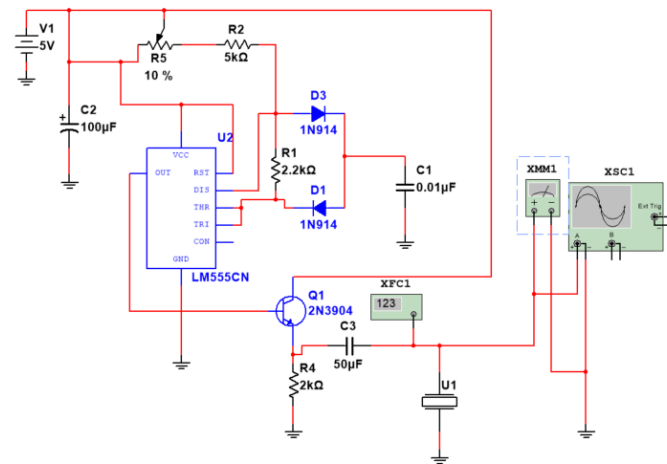 V1
5V
R5
10 %
R2
5kΩ
C2
100µF
U2
VCC
OUT
RST
DIS
THR
TRI
CON
GND
LM555CN
D3
1N914
R1
2.2kΩ
D1
1N914
C1
0.01µF
XMM1
XSC1
Ext Trig
A
B
Q1
2N3904
XFC1
123
C3
50µF
R4
2kΩ
U1